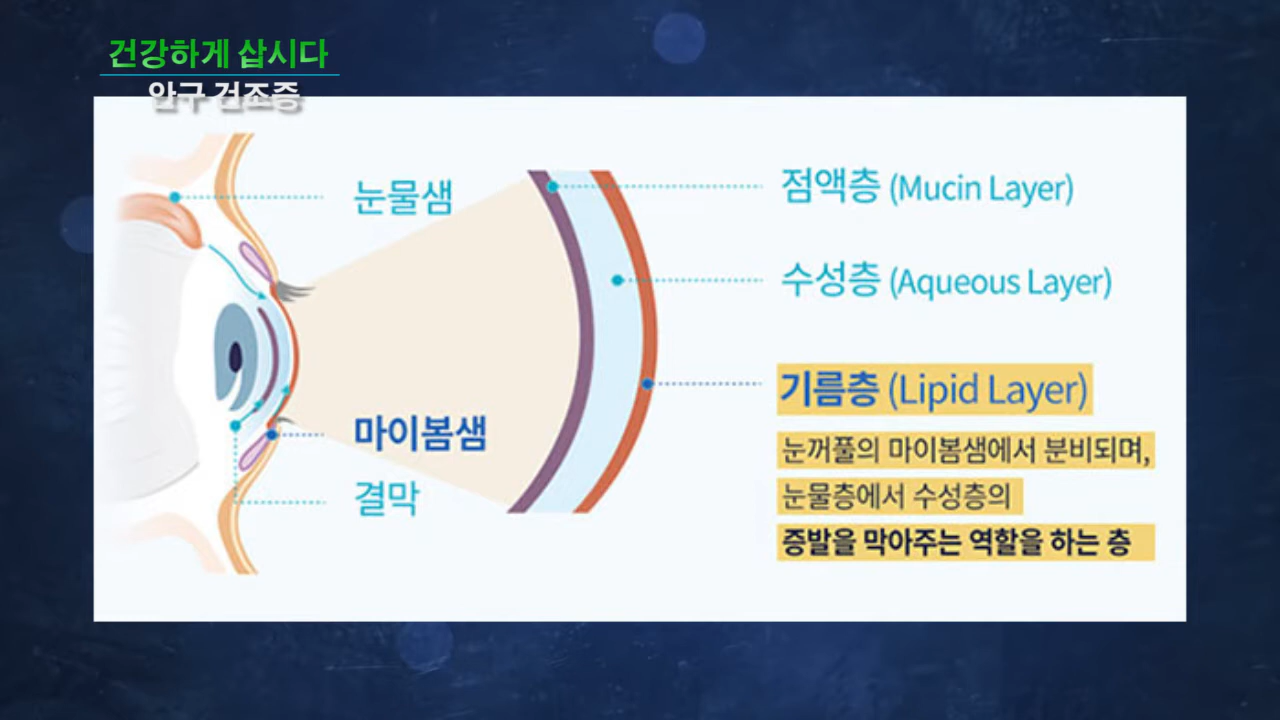 건강하게 삽시다
안구 건조증
눈물샘
점액층 (Mucin Layer)
수성층 (Aqueous Layer)
기름층 (Lipid Layer)
마이봄샘
눈꺼풀의 마이봄샘에서 분비되며,
눈물층에서 수성층의
결막
증발을 막아주는 역할을 하는 층